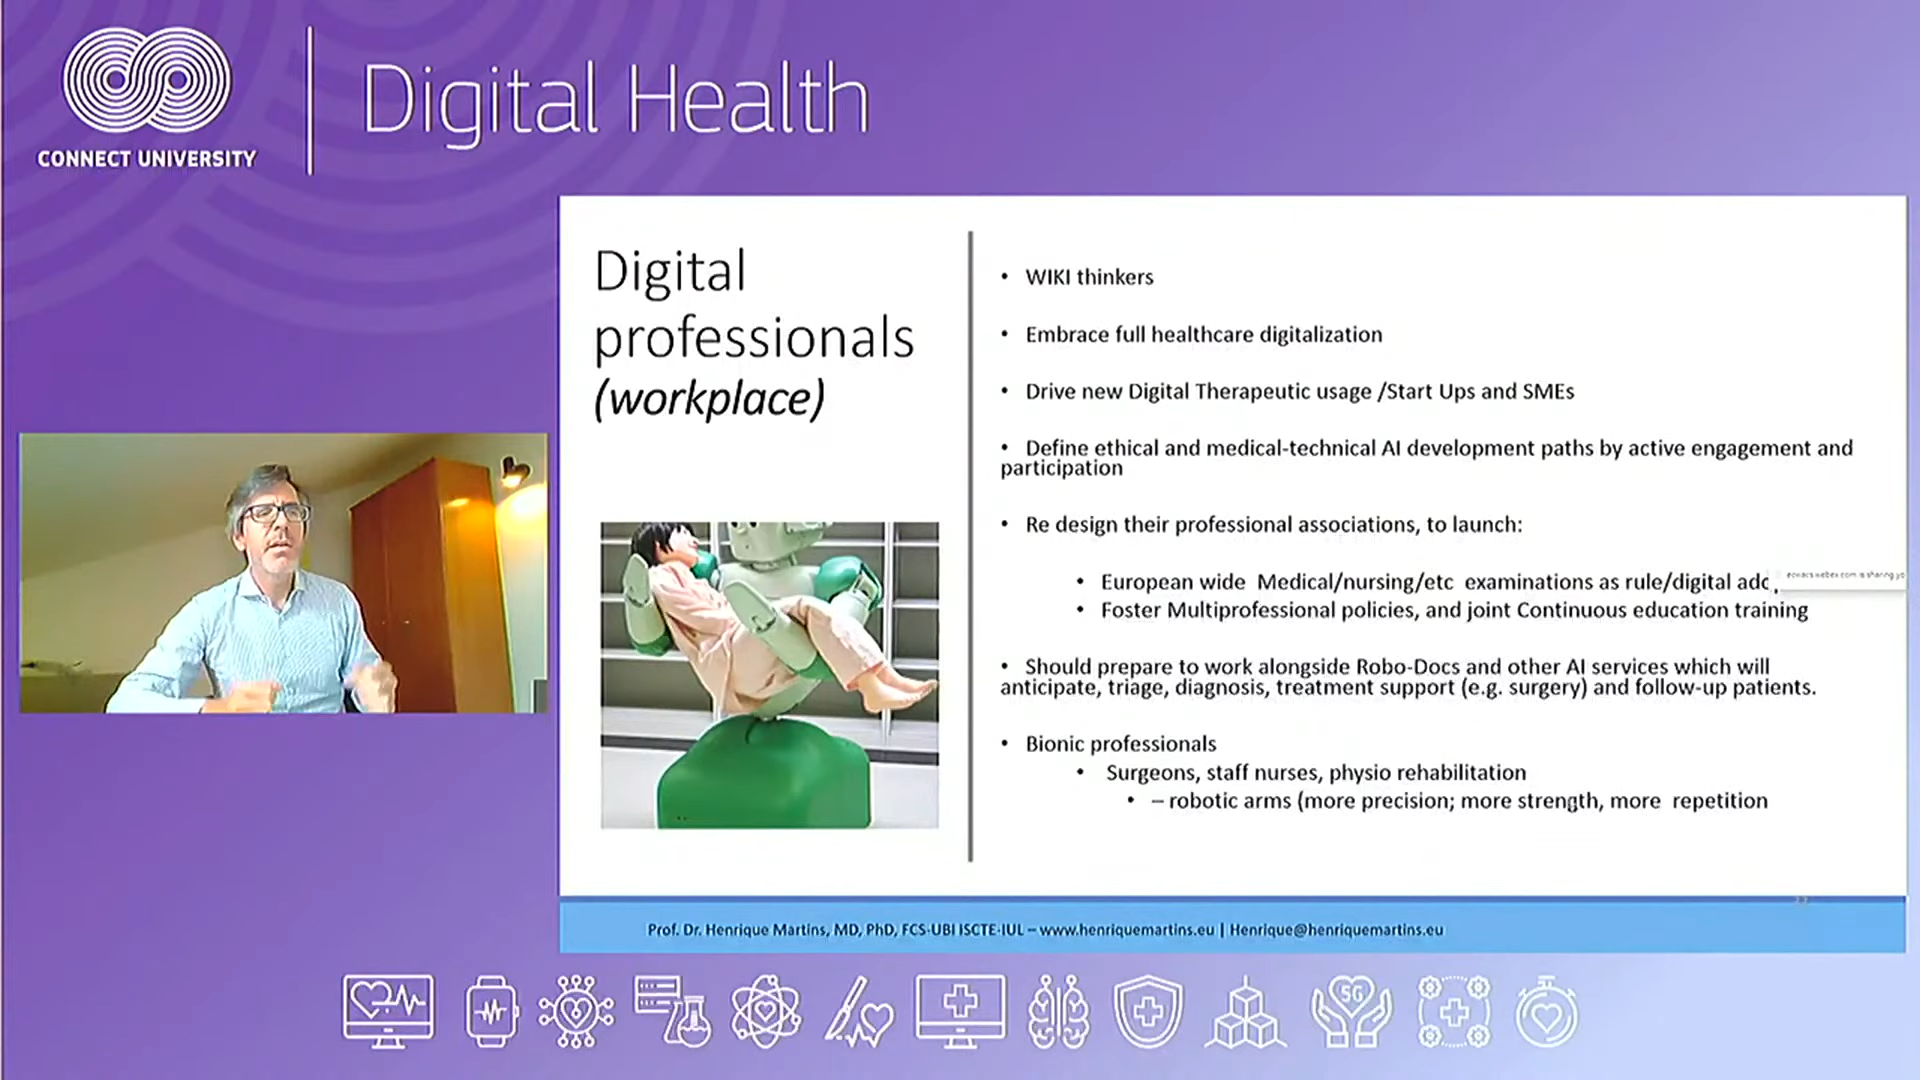 CONNECT UNIVERSITY
Digital Health
Digital
professionals
(workplace)
• WIKI thinkers
• Embrace full healthcare digitalization
• Drive new Digital Therapeutic usage /Start Ups and SMEs
• Define ethical and medical-technical AI development paths by active engagement and
participation
• Re design their professional associations, to launch:
• European wide Medical/nursing/etc examinations as rule/digital
• Foster Multiprofessional policies, and joint Continuous education training
• Should prepare to work alongside Robo-Docs and other AI services which will
anticipate, triage, diagnosis, treatment support (e.g. surgery) and follow-up patients.
• Bionic professionals
• Surgeons, staff nurses, physio rehabilitation
• – robotic arms (more precision; more strength, more repetition
Prof. Dr. Henrique Martins, MD, PhD, FCS-UBI ISCTE-IUL – www.henriquemartins.eu | Henrique@henriquemartins.eu
5G